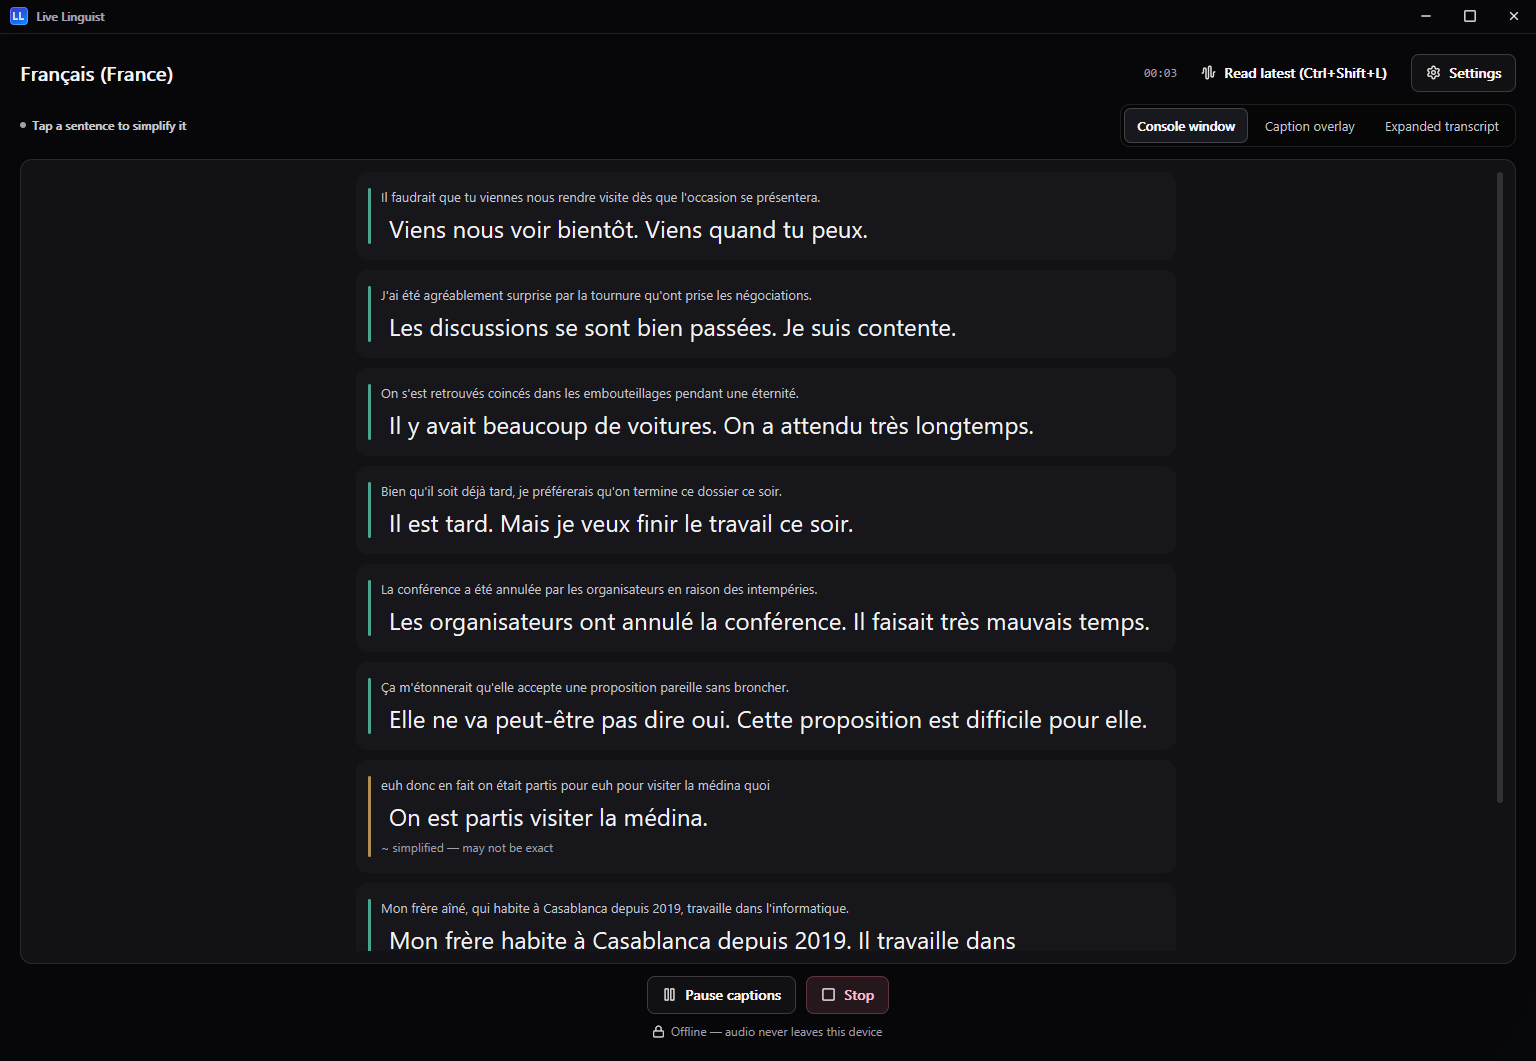 LL Live Linguist
Français (France)
00:03
Read latest (Ctrl+Shift+L)
Settings
Tap a sentence to simplify it
Console window
Caption overlay
Expanded transcript
Il faudrait que tu viennes nous rendre visite dès que l'occasion se présentera.
Viens nous voir bientôt. Viens quand tu peux.
J'ai été agréablement surprise par la tournure qu'ont prise les négociations.
Les discussions se sont bien passées. Je suis contente.
On s'est retrouvés coincés dans les embouteillages pendant une éternité.
Il y avait beaucoup de voitures. On a attendu très longtemps.
Bien qu'il soit déjà tard, je préférerais qu'on termine ce dossier ce soir.
Il est tard. Mais je veux finir le travail ce soir.
La conférence a été annulée par les organisateurs en raison des intempéries.
Les organisateurs ont annulé la conférence. Il faisait très mauvais temps.
Ça m'étonnerait qu'elle accepte une proposition pareille sans broncher.
Elle ne va peut-être pas dire oui. Cette proposition est difficile pour elle.
euh donc en fait on était partis pour euh pour visiter la médina quoi
On est partis visiter la médina.
~ simplified — may not be exact
Mon frère aîné, qui habite à Casablanca depuis 2019, travaille dans l'informatique.
Mon frère habite à Casablanca depuis 2019. Il travaille dans
Pause captions
Stop
Offline — audio never leaves this device